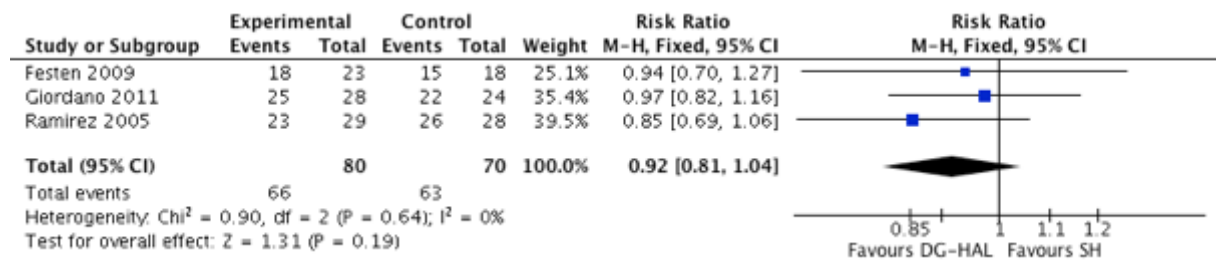 Experimental Control Risk Ratio Risk Ratio
Study or Subgroup Events Total Events Total Weight M-H, Fixed, 95% CI M-H, Fixed, 95% CI
Festen 2009 18 23 15 18 25.1% 0.94 [0.70, 1.27]
Giordano 2011 25 28 22 24 35.4% 0.97 [0.82, 1.16]
Ramirez 2005 23 29 26 28 39.5% 0.85 [0.69, 1.06]
Total (95% CI) 80 70 100.0% 0.92 [0.81, 1.04]
Total events 66 63
Heterogeneity: Chi² = 0.90, df = 2 (P = 0.64); I² = 0%
Test for overall effect: Z = 1.31 (P = 0.19)
0.85 1 1.1 1.2
Favours DG-HAL Favours SH